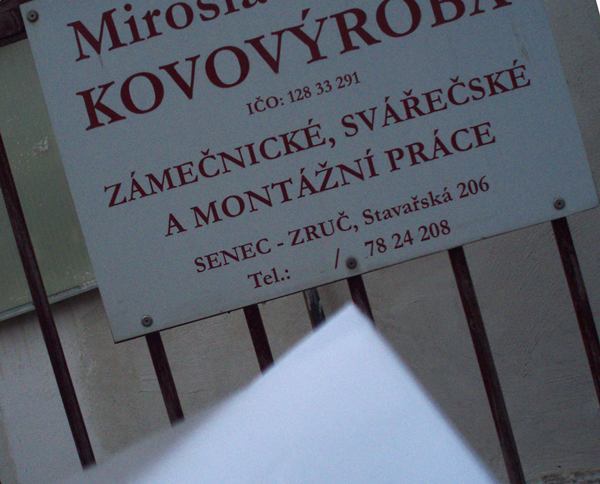 KOVOVÝROBA
IČO: 128 33 291
ZÁMEČNICKÉ, SVÁŘEČSKÉ
A MONTÁŽNÍ PRÁCE
SENEC - ZRUČ, Stavařská 206
Tel.: / 78 24 208